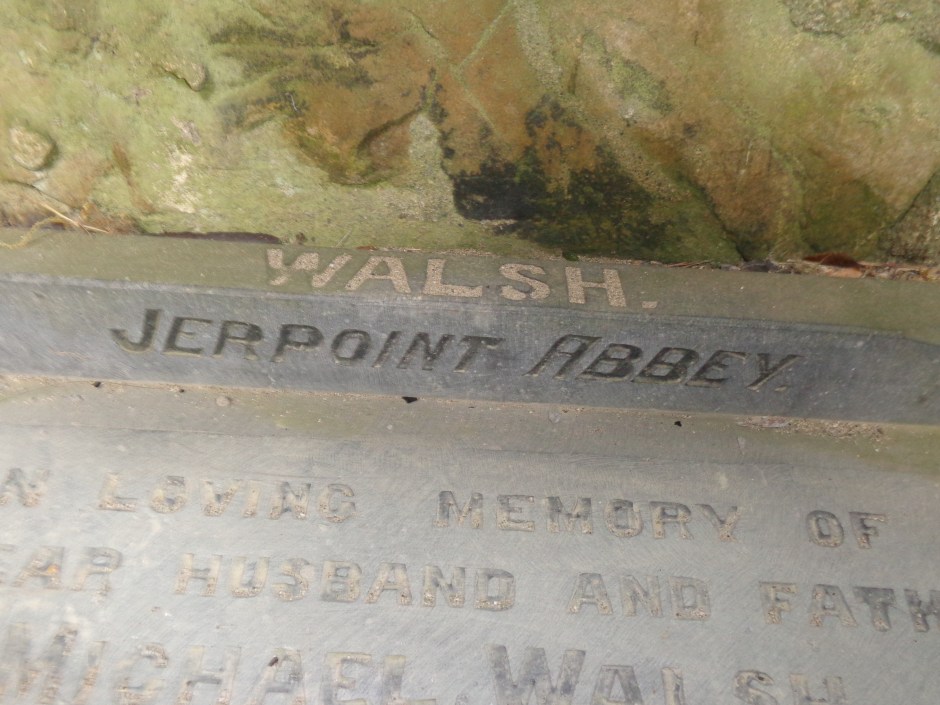 WALSH.
JERPOINT ABBEY.
N LOVING MEMORY OF
EAR HUSBAND AND FATH
MICHAEL WALSH